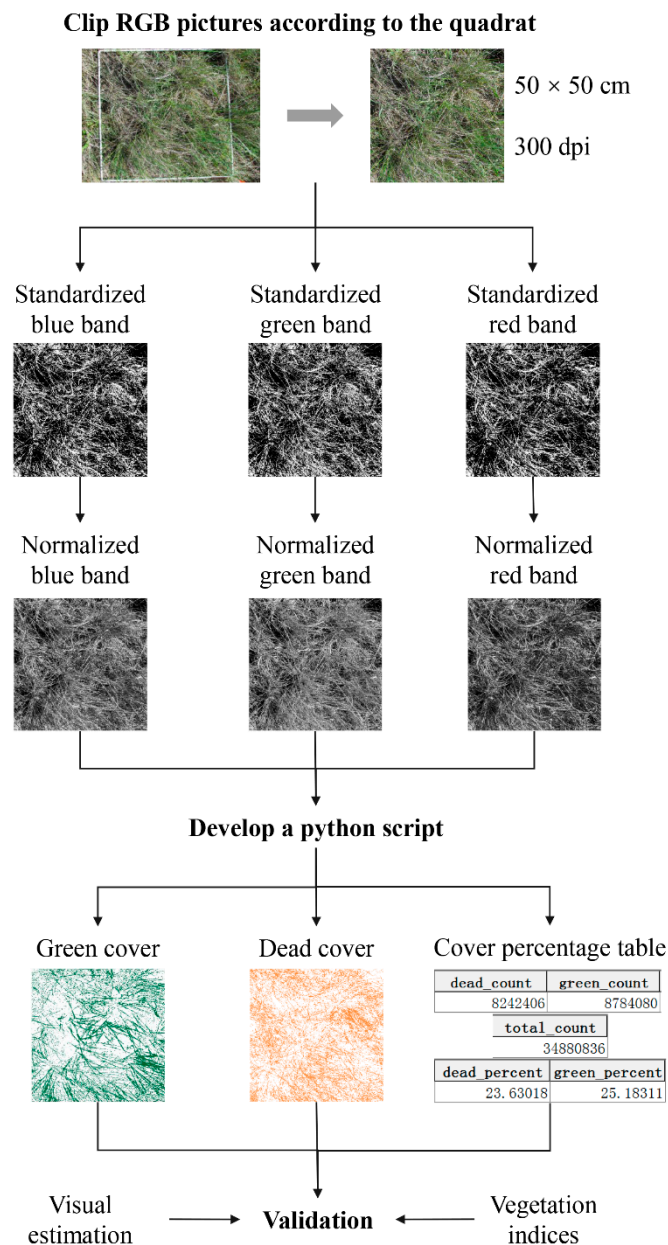 Clip RGB pictures according to the quadrat
50 × 50 cm
300 dpi
Standardized
blue band
Standardized
green band
Standardized
red band
Normalized
blue band
Normalized
green band
Normalized
red band
Develop a python script
Green cover
Dead cover
Cover percentage table
dead_count green_count
8242406 8784080
total_count
34880836
dead_percent green_percent
23.63018 25.18311
Visual
estimation
Validation
Vegetation
indices